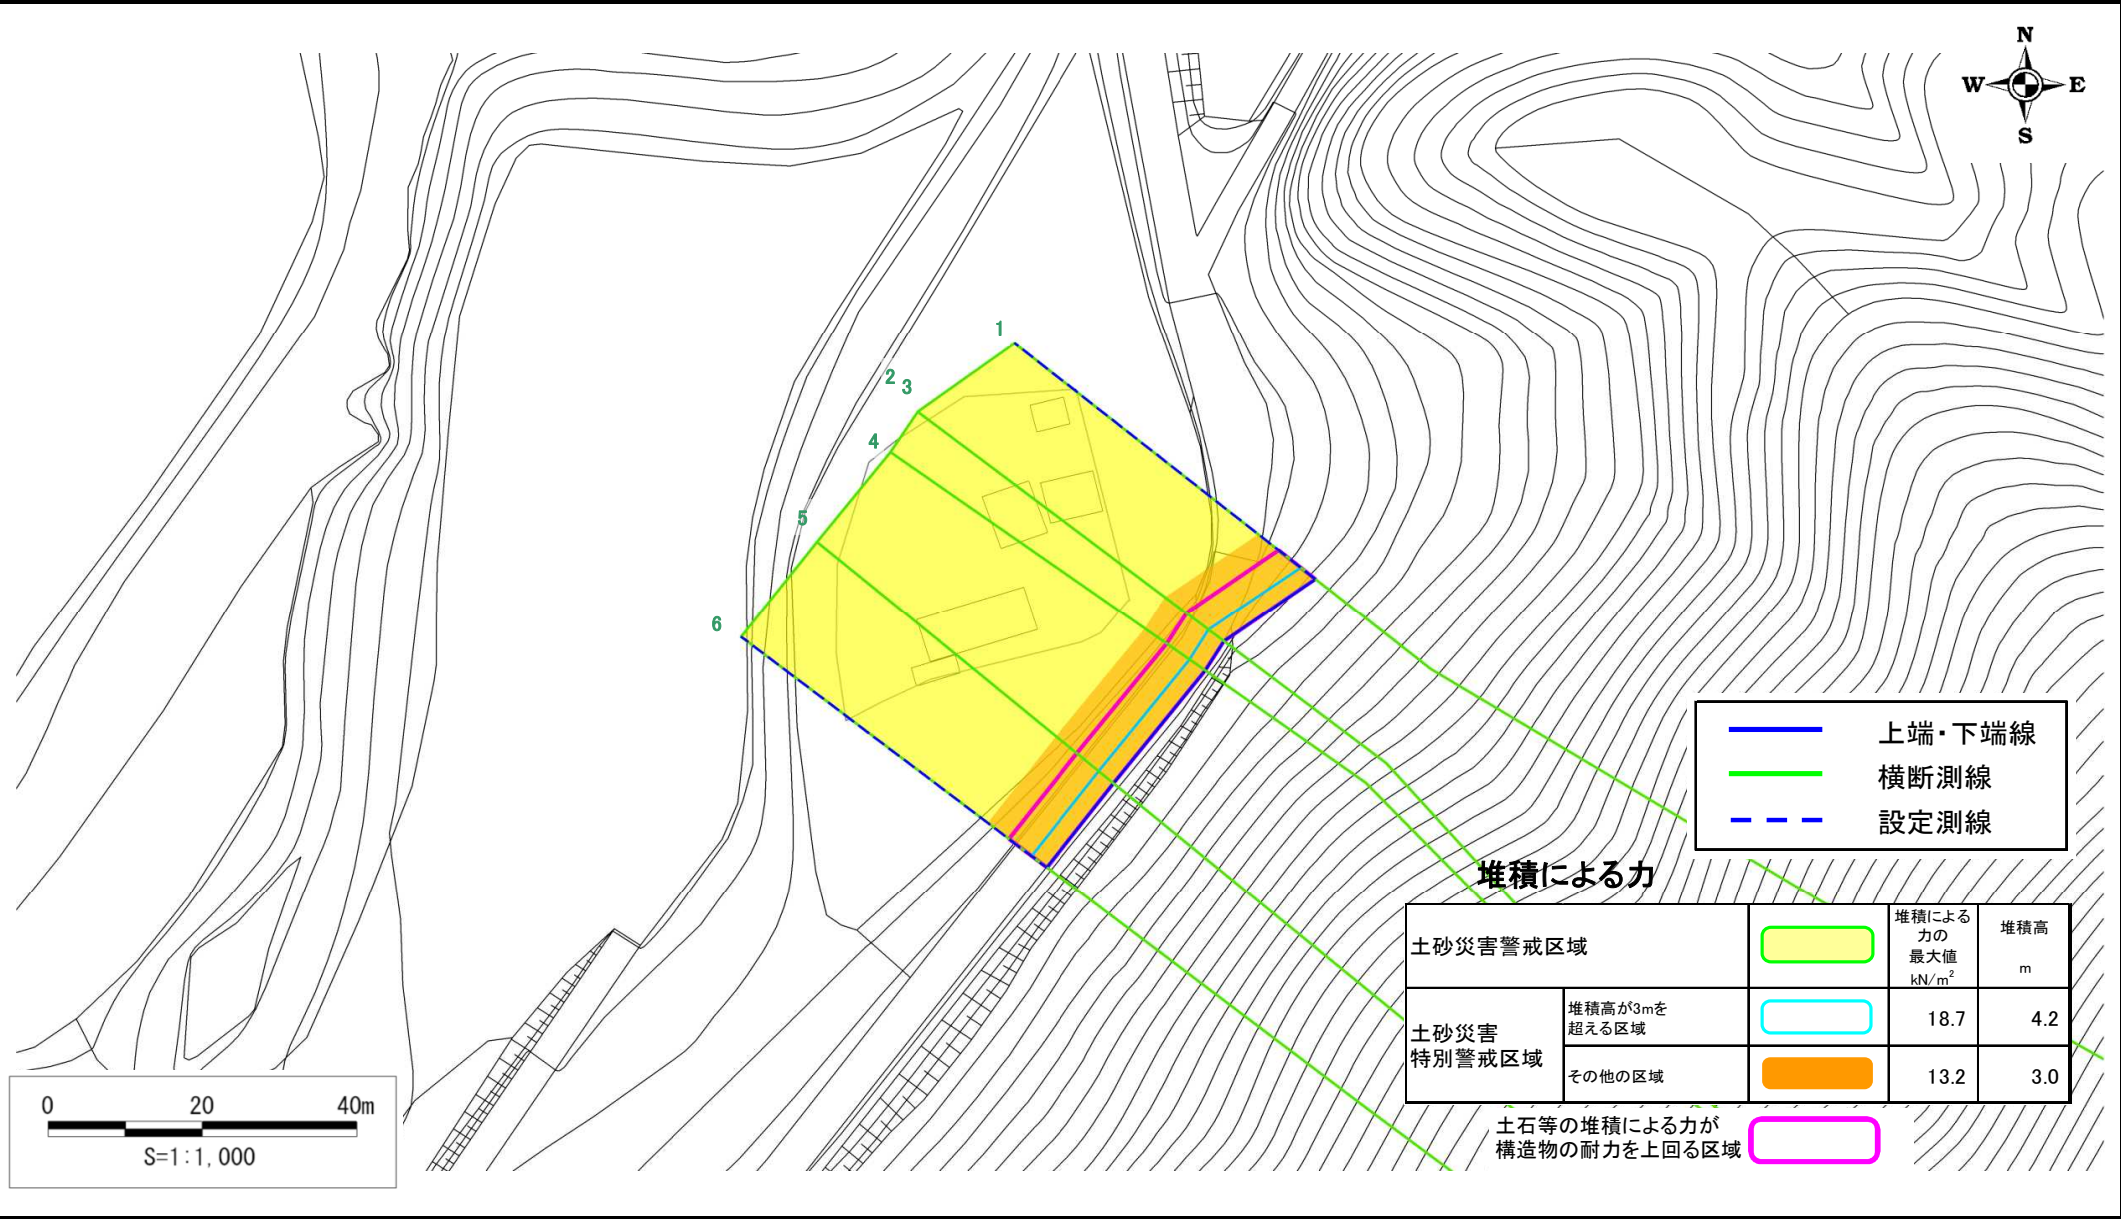 N
W E
S
1
2 3
4
5
6
上端・下端線
横断測線
設定測線
堆積による力
土砂災害警戒区域
堆積による
力の
最大値
kN/m²
堆積高
m
土砂災害
特別警戒区域
堆積高が3mを
超える区域
18.7 4.2
その他の区域
13.2 3.0
土石等の堆積による力が
構造物の耐力を上回る区域
0 20 40m
S=1:1,000